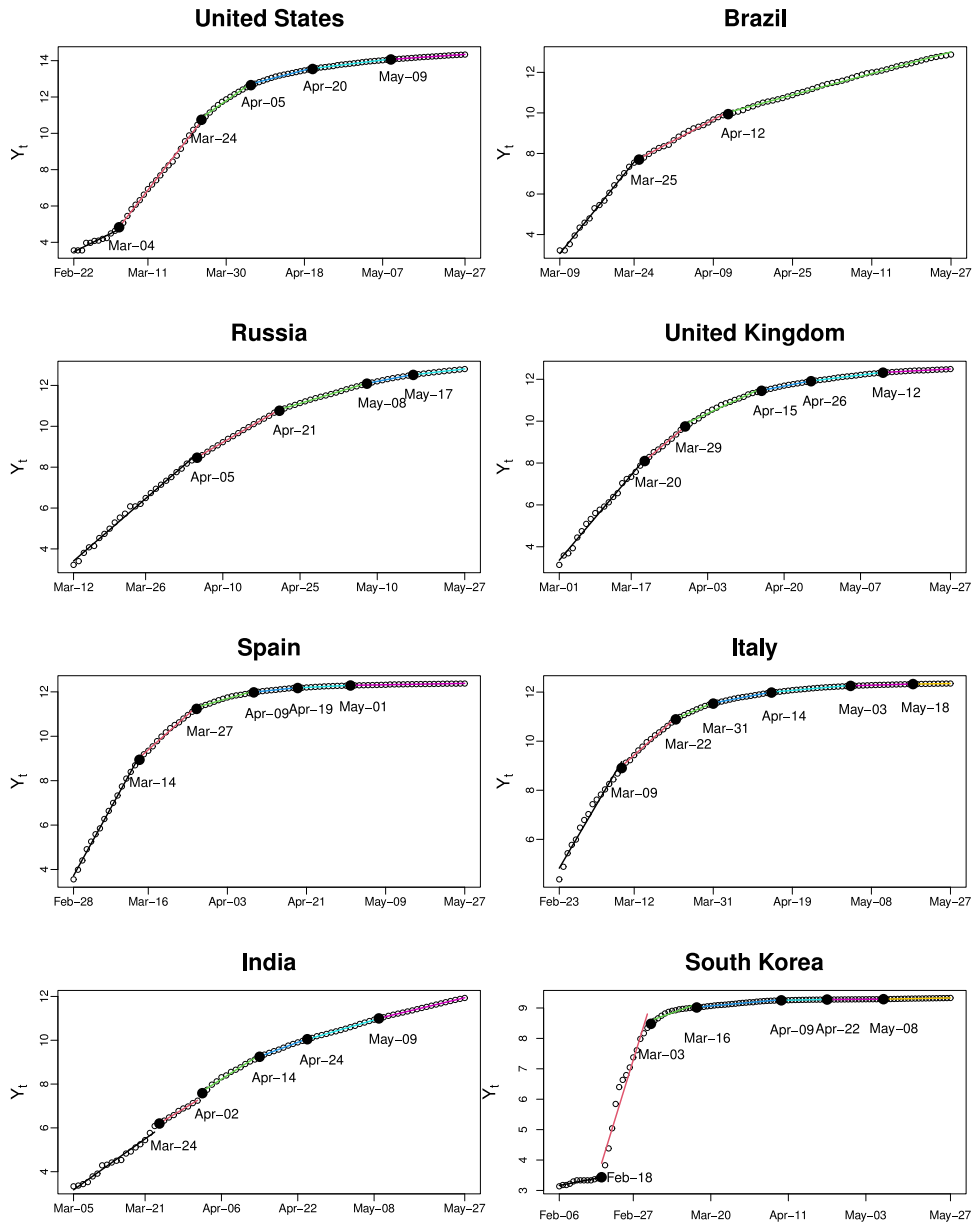 United States
Y_t
14
12
10
8
6
4
Mar−04
Mar−24
Apr−05
Apr−20
May−09
Feb−22
Mar−11
Mar−30
Apr−18
May−07
May−27
Brazil
Y_t
12
10
8
6
4
Mar−25
Apr−12
Mar−09
Mar−24
Apr−09
Apr−25
May−11
May−27
Russia
Y_t
12
10
8
6
4
Apr−05
Apr−21
May−08
May−17
Mar−12
Mar−26
Apr−10
Apr−25
May−10
May−27
United Kingdom
Y_t
12
10
8
6
4
Mar−20
Mar−29
Apr−15
Apr−26
May−12
Mar−01
Mar−17
Apr−03
Apr−20
May−07
May−27
Spain
Y_t
12
10
8
6
4
Mar−14
Mar−27
Apr−09
Apr−19
May−01
Feb−28
Mar−16
Apr−03
Apr−21
May−09
May−27
Italy
Y_t
12
10
8
6
Mar−09
Mar−22
Mar−31
Apr−14
May−03
May−18
Feb−23
Mar−12
Mar−31
Apr−19
May−08
May−27
India
Y_t
12
10
8
6
4
Mar−24
Apr−02
Apr−14
Apr−24
May−09
Mar−05
Mar−21
Apr−06
Apr−22
May−08
May−27
South Korea
Y_t
9
8
7
6
5
4
3
Feb−18
Mar−03
Mar−16
Apr−09
Apr−22
May−08
Feb−06
Feb−27
Mar−20
Apr−11
May−03
May−27